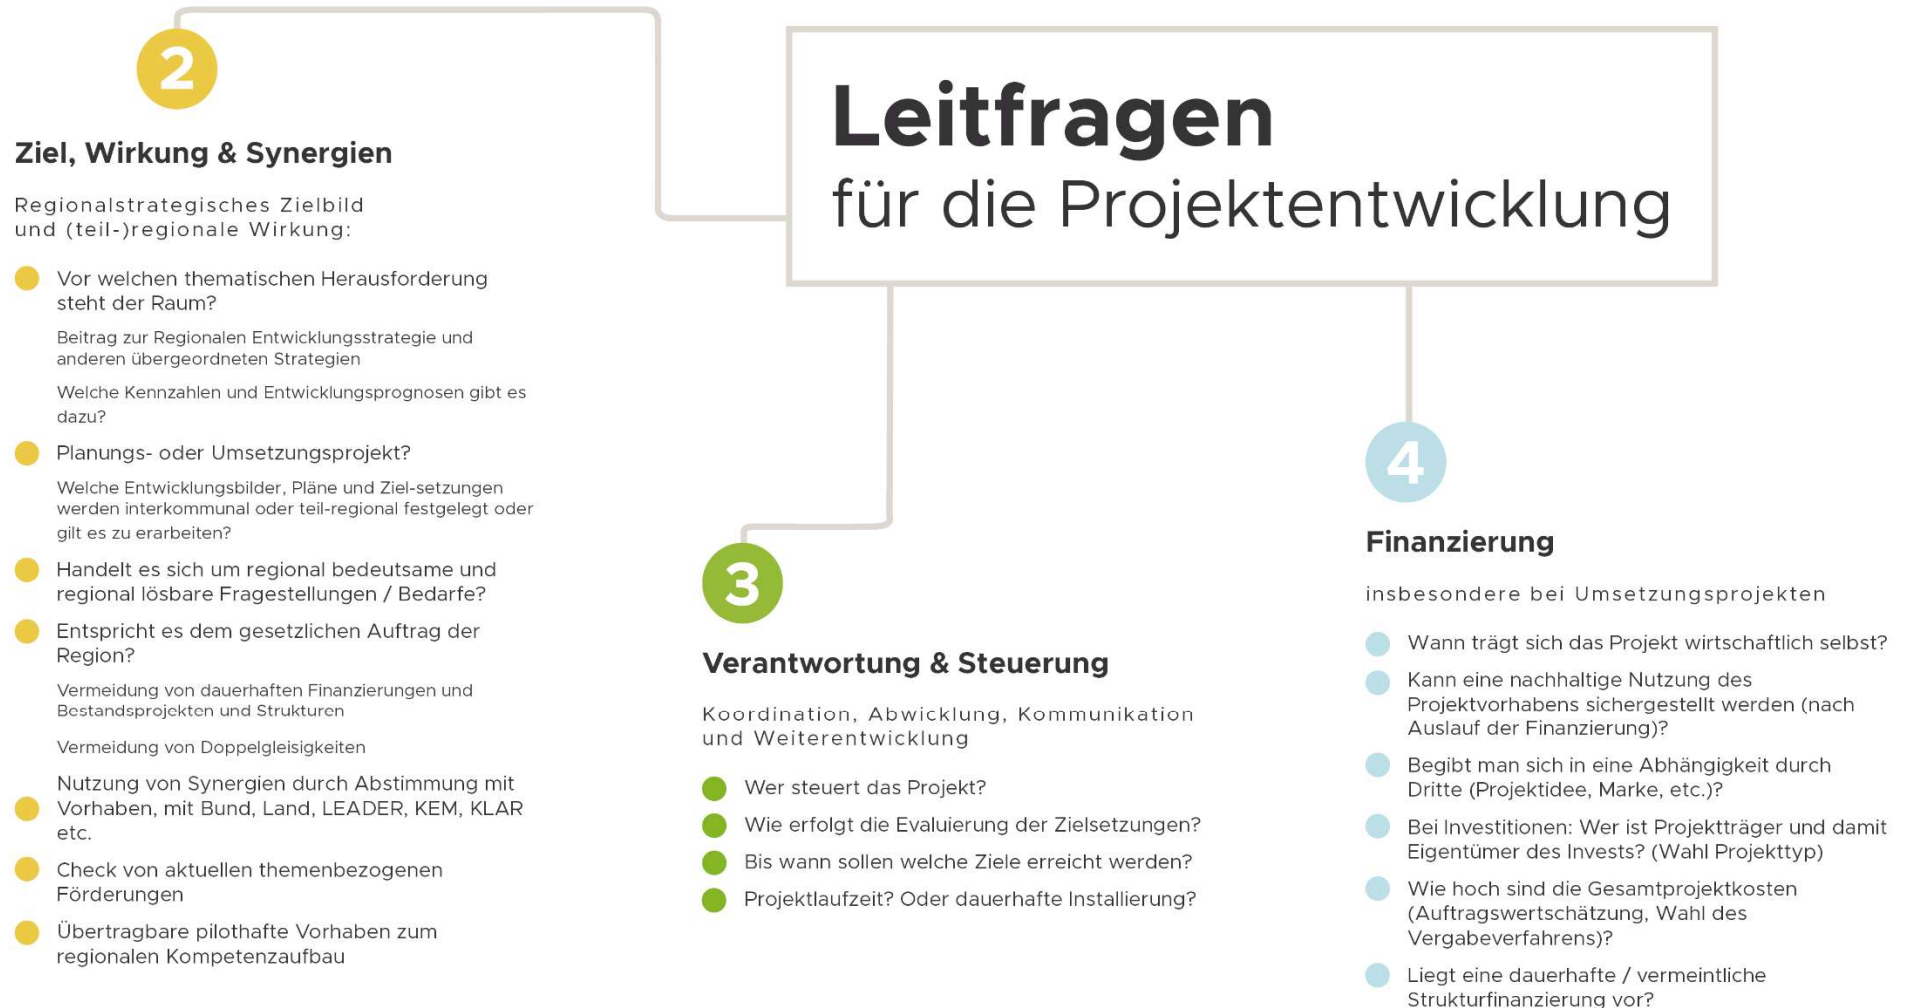 Leitfragen
für die Projektentwicklung
2
Ziel, Wirkung & Synergien
Regionalstrategisches Zielbild
und (teil-)regionale Wirkung:
Vor welchen thematischen Herausforderung
steht der Raum?
Beitrag zur Regionalen Entwicklungsstrategie und
anderen übergeordneten Strategien
Welche Kennzahlen und Entwicklungsprognosen gibt es
dazu?
Planungs- oder Umsetzungsprojekt?
Welche Entwicklungsbilder, Pläne und Ziel-setzungen
werden interkommunal oder teil-regional festgelegt oder
gilt es zu erarbeiten?
Handelt es sich um regional bedeutsame und
regional lösbare Fragestellungen / Bedarfe?
Entspricht es dem gesetzlichen Auftrag der
Region?
Vermeidung von dauerhaften Finanzierungen und
Bestandsprojekten und Strukturen
Vermeidung von Doppelgleisigkeiten
Nutzung von Synergien durch Abstimmung mit
Vorhaben, mit Bund, Land, LEADER, KEM, KLAR
etc.
Check von aktuellen themenbezogenen
Förderungen
Übertragbare pilothafte Vorhaben zum
regionalen Kompetenzaufbau
3
Verantwortung & Steuerung
Koordination, Abwicklung, Kommunikation
und Weiterentwicklung
Wer steuert das Projekt?
Wie erfolgt die Evaluierung der Zielsetzungen?
Bis wann sollen welche Ziele erreicht werden?
Projektlaufzeit? Oder dauerhafte Installierung?
4
Finanzierung
insbesondere bei Umsetzungsprojekten
Wann trägt sich das Projekt wirtschaftlich selbst?
Kann eine nachhaltige Nutzung des
Projektvorhabens sichergestellt werden (nach
Auslauf der Finanzierung)?
Begibt man sich in eine Abhängigkeit durch
Dritte (Projektidee, Marke, etc.)?
Bei Investitionen: Wer ist Projektträger und damit
Eigentümer des Invests? (Wahl Projekttyp)
Wie hoch sind die Gesamtprojektkosten
(Auftragswertschätzung, Wahl des
Vergabeverfahrens)?
Liegt eine dauerhafte / vermeintliche
Strukturfinanzierung vor?